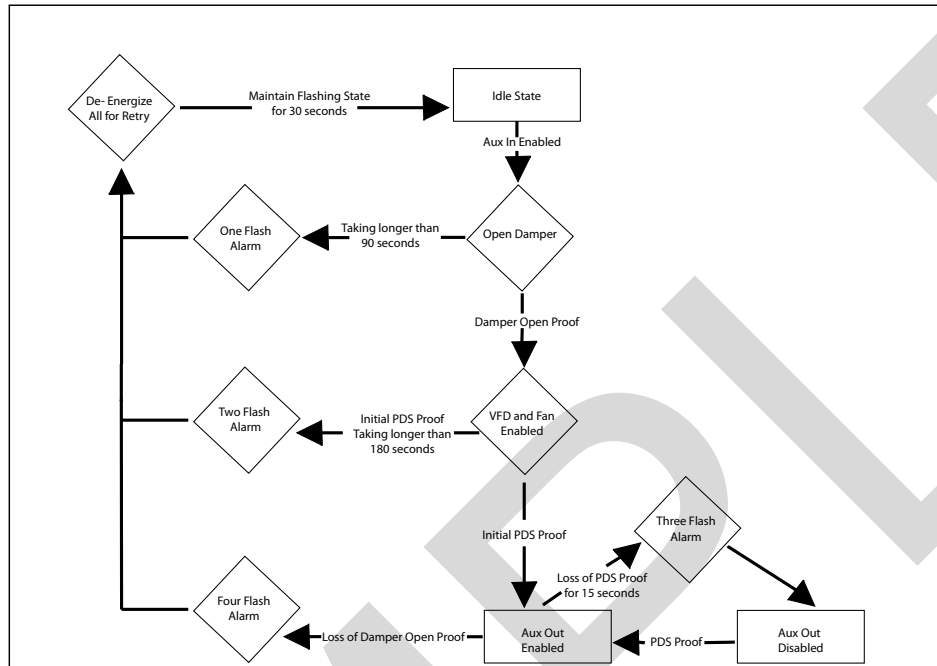 De- Energize
All for Retry
Maintain Flashing State
for 30 seconds
Idle State
Aux In Enabled
One Flash
Alarm
Taking longer than
90 seconds
Open Damper
Damper Open Proof
Two Flash
Alarm
Initial PDS Proof
Taking longer than
180 seconds
VFD and Fan
Enabled
Initial PDS Proof
Three Flash
Alarm
Loss of PDS Proof
for 15 seconds
Four Flash
Alarm
Loss of Damper Open Proof
Aux Out
Enabled
PDS Proof
Aux Out
Disabled